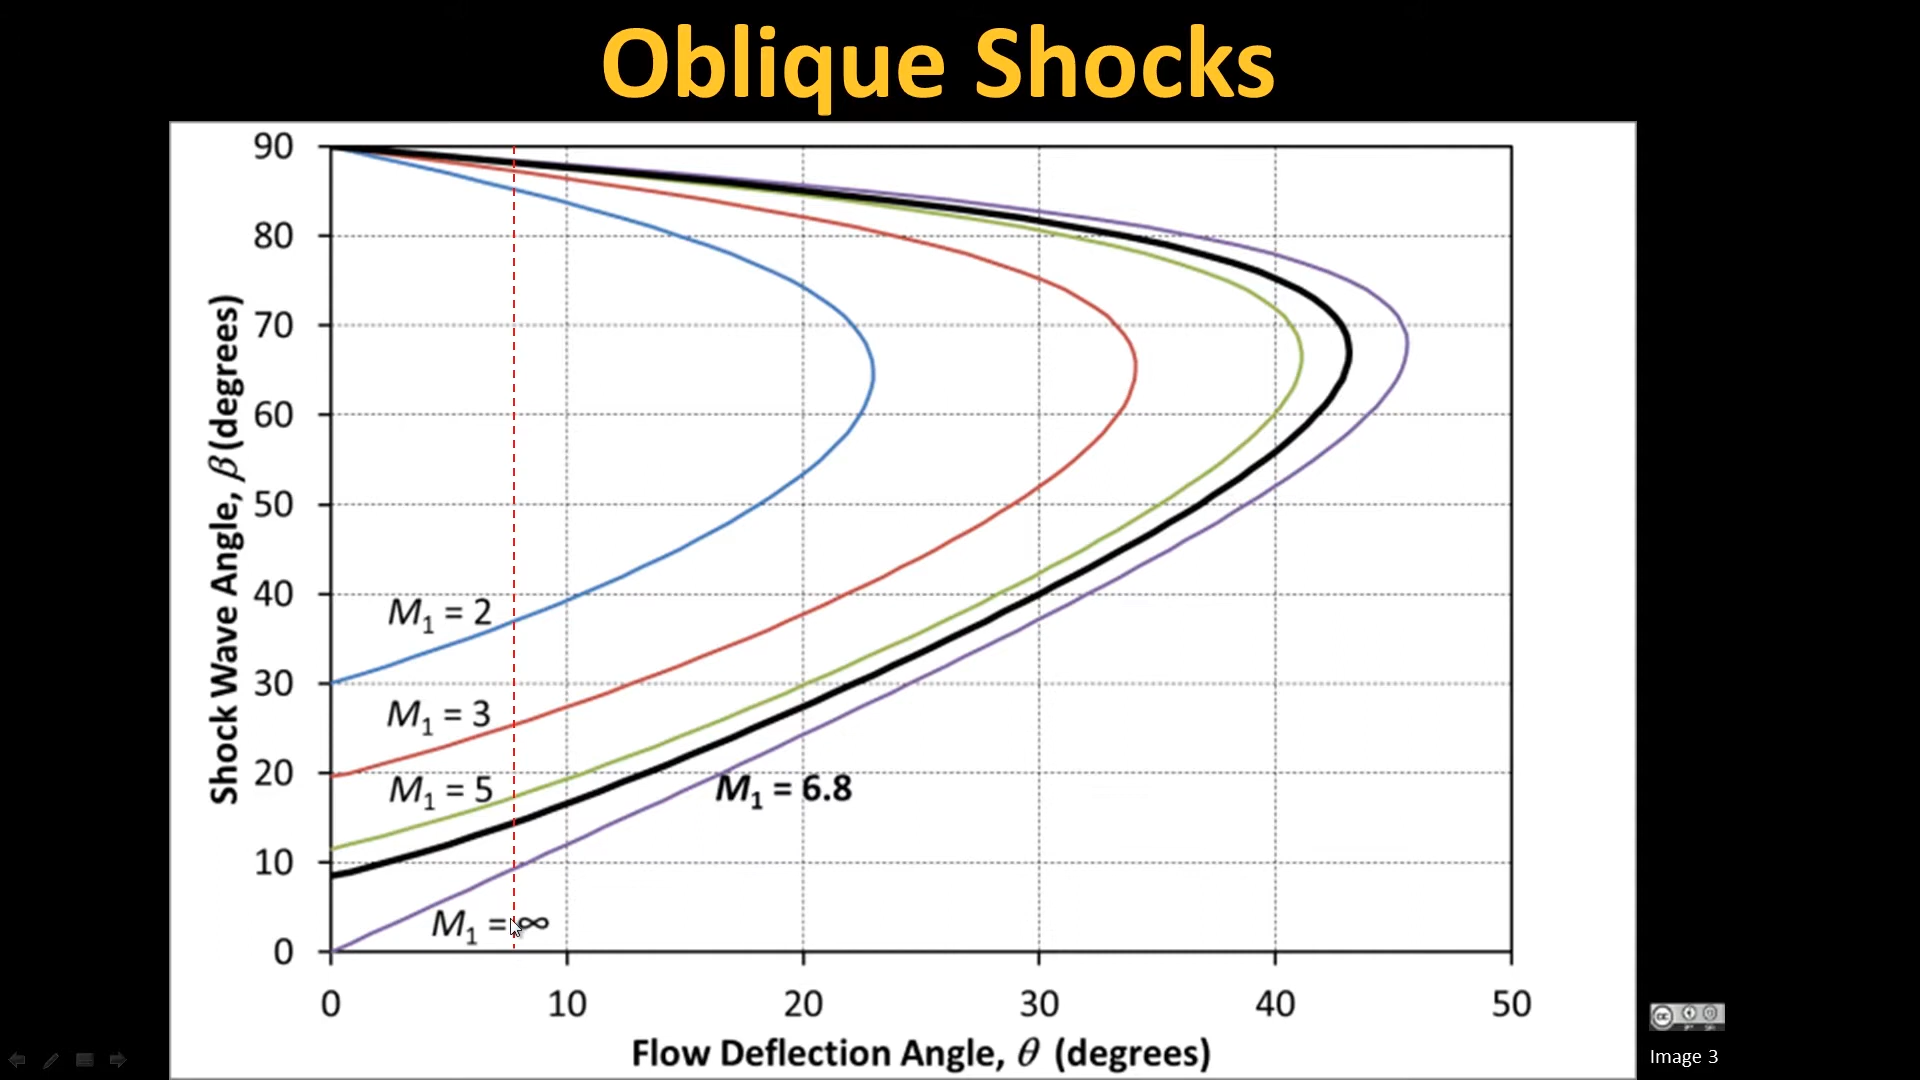 Oblique Shocks
90
80
70
60
50
40
30
20
10
0
Shock Wave Angle, β (degrees)
M₁ = 2
M₁ = 3
M₁ = 5
M₁ = 6.8
M₁ = ∞
0 10 20 30 40 50
Flow Deflection Angle, θ (degrees)
cc
Image 3